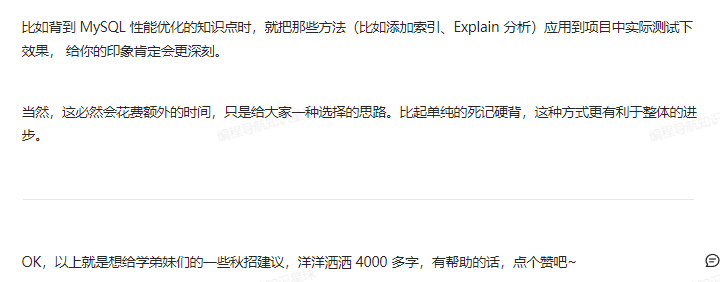 比如背到 MySQL 性能优化的知识点时，就把那些方法（比如添加索引、Explain 分析）应用到项目中实际测试下
效果， 给你的印象肯定会更深刻。
当然，这必然会花费额外的时间，只是给大家一种选择的思路。比起单纯的死记硬背，这种方式更有利于整体的进
步。
OK，以上就是想给学弟妹们的一些秋招建议，洋洋洒洒 4000 多字，有帮助的话，点个赞吧~